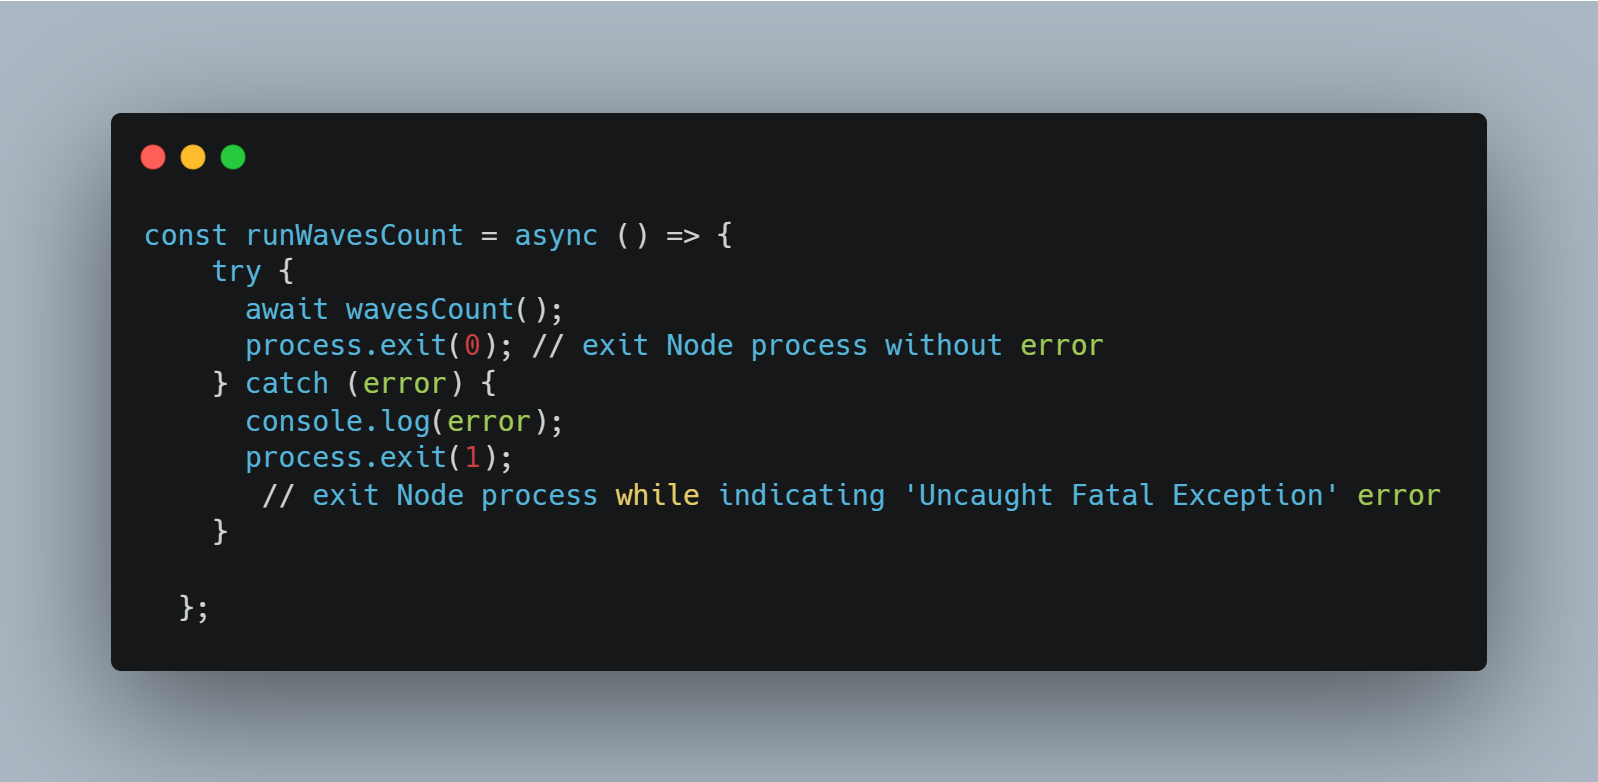 const runWavesCount = async () => {
    try {
      await wavesCount();
      process.exit(0); // exit Node process without error
    } catch (error) {
      console.log(error);
      process.exit(1);
       // exit Node process while indicating 'Uncaught Fatal Exception' error
    }
  };